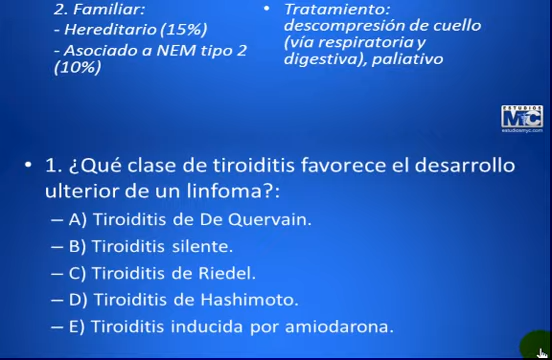 2. Familiar:
- Hereditario (15%)
- Asociado a NEM tipo 2
(10%)
• Tratamiento:
descompresión de cuello
(vía respiratoria y
digestiva), paliativo
ESTUDIOS
MyC
estudiosmyc.com
• 1. ¿Qué clase de tiroiditis favorece el desarrollo
ulterior de un linfoma?:
– A) Tiroiditis de De Quervain.
– B) Tiroiditis silente.
– C) Tiroiditis de Riedel.
– D) Tiroiditis de Hashimoto.
– E) Tiroiditis inducida por amiodarona.